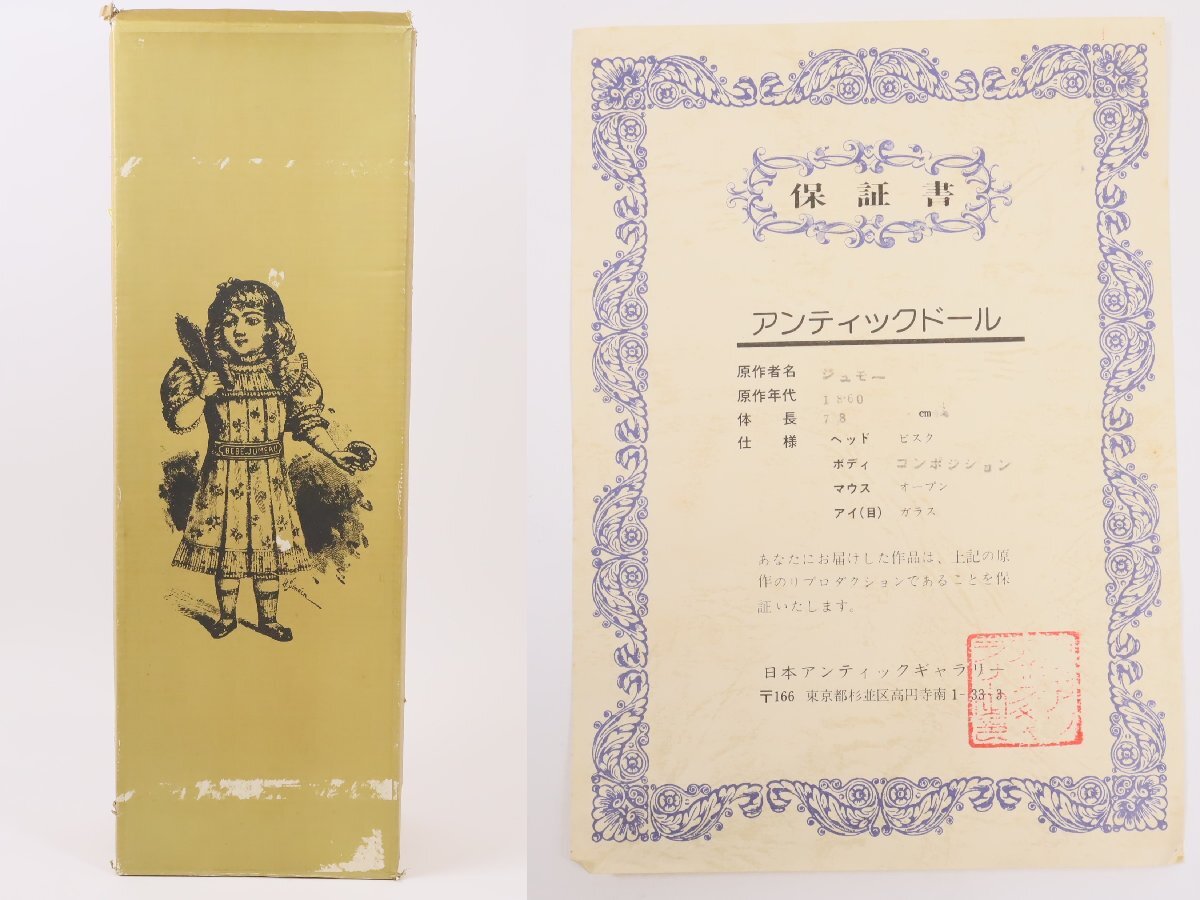 BEBE-JUMEAU
保証書
アンティックドール
原作者名 ジュモー
原作年代 1860
体長 78 cm
仕様 ヘッド ビスク
ボディ コンポジション
マウス オープン
アイ(目) ガラス
あなたにお届けした作品は、上記の原
作のリプロダクションであることを保
証いたします。
日本アンティックギャラリー
〒166 東京都杉並区高円寺南1-33-3